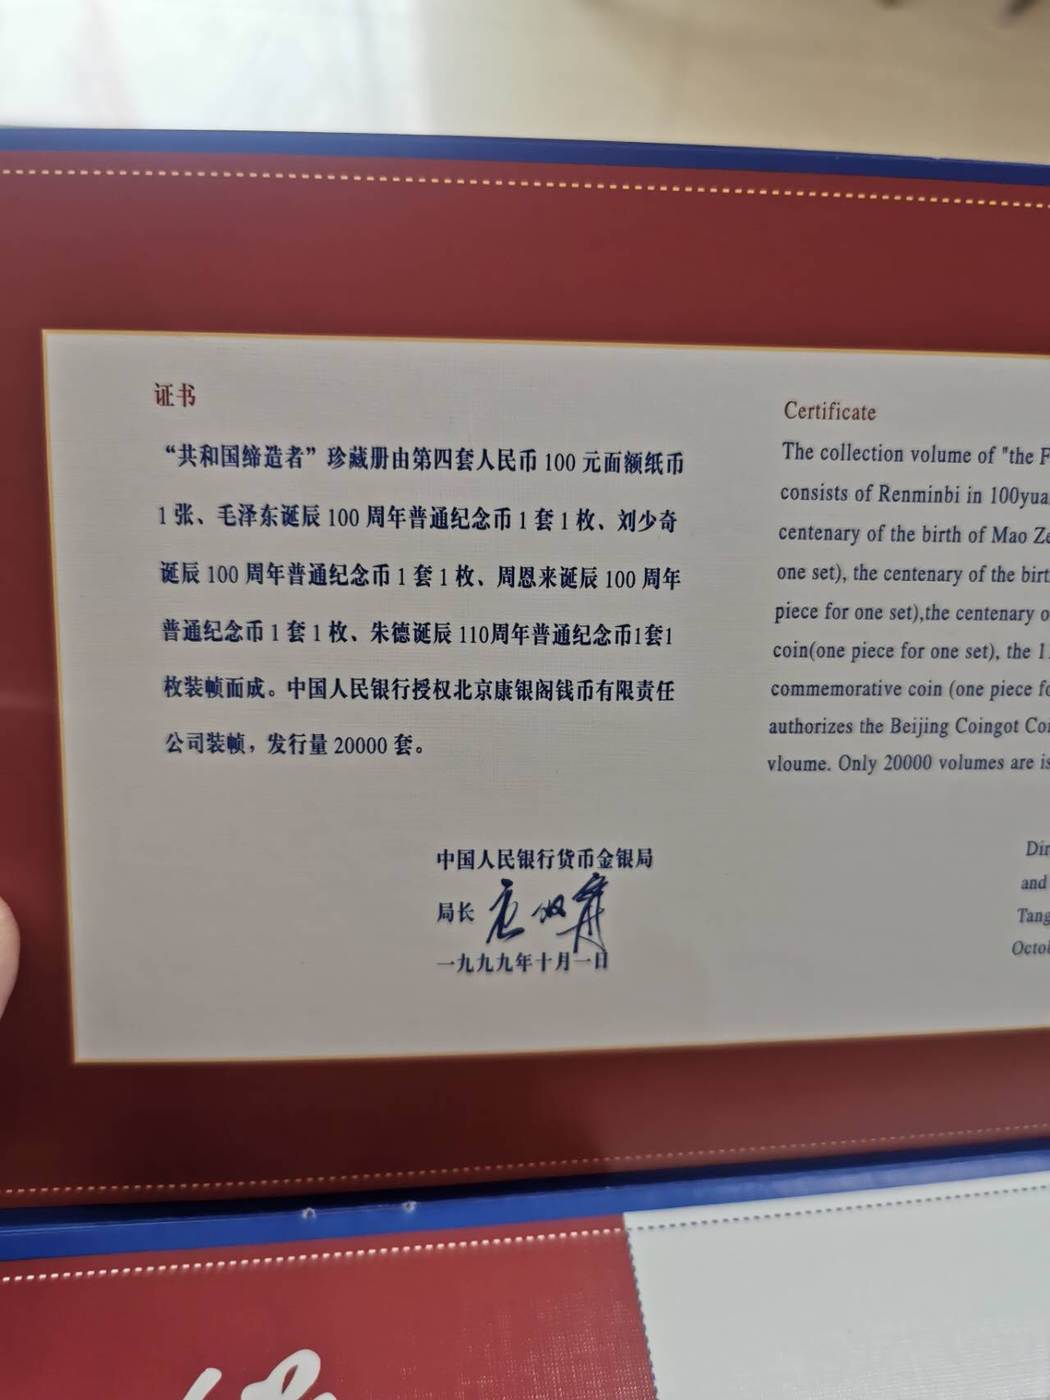 证书
“共和国缔造者”珍藏册由第四套人民币100元面额纸币
1张、毛泽东诞辰100周年普通纪念币1套1枚、刘少奇
诞辰100周年普通纪念币1套1枚、周恩来诞辰100周年
普通纪念币1套1枚、朱德诞辰110周年普通纪念币1套1
枚装帧而成。中国人民银行授权北京康银阁钱币有限责任
公司装帧，发行量20000套。
中国人民银行货币金银局
局长
一九九九年十月一日
Certificate
The collection volume of "the F
consists of Renminbi in 100yua
centenary of the birth of Mao Ze
one set), the centenary of the birt
piece for one set),the centenary o
coin(one piece for one set), the 1
commemorative coin (one piece fo
authorizes the Beijing Coingot Co
vloume. Only 20000 volumes are is
Dir
and
Tang
Octo